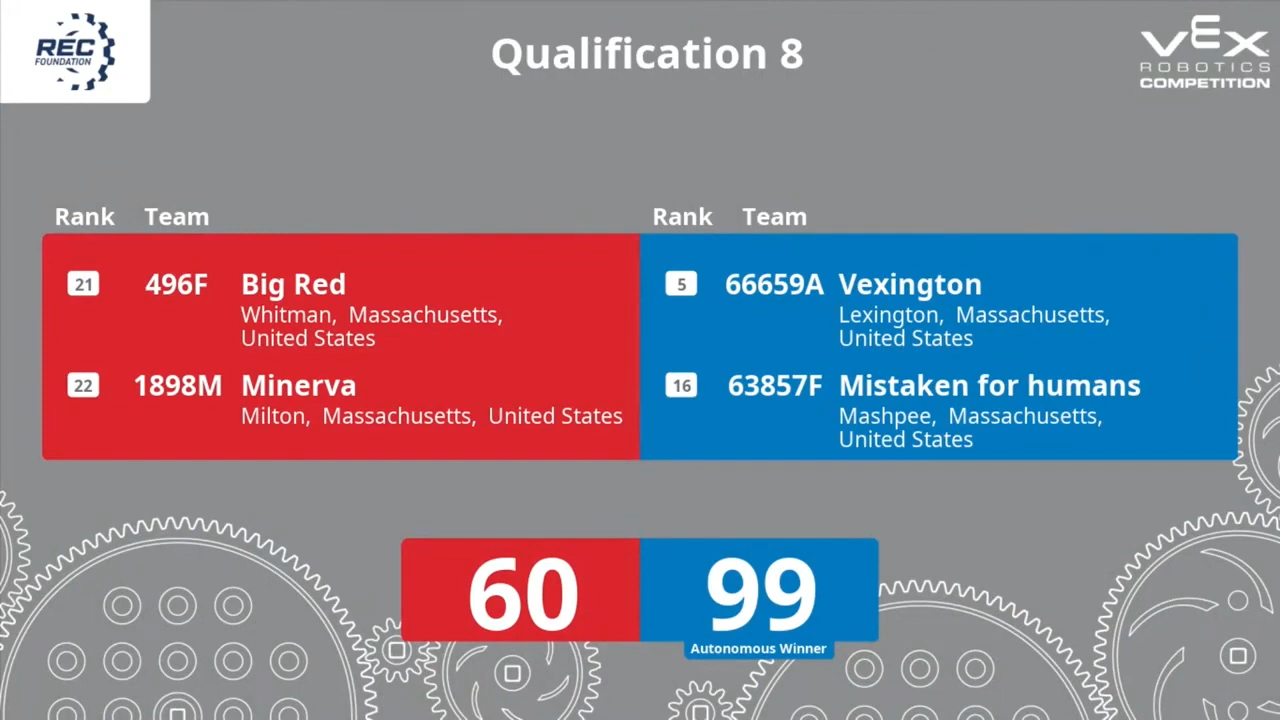 REC
FOUNDATION
Qualification 8
VEX
ROBOTICS
COMPETITION
Rank Team
Rank Team
21 496F Big Red
Whitman, Massachusetts,
United States
22 1898M Minerva
Milton, Massachusetts, United States
5 66659A Vexington
Lexington, Massachusetts,
United States
16 63857F Mistaken for humans
Mashpee, Massachusetts,
United States
60
99
Autonomous Winner